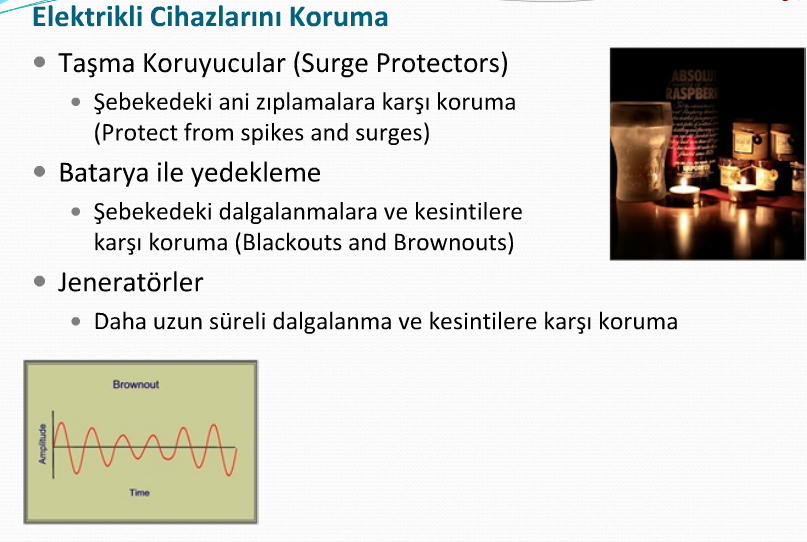 Elektrikli Cihazlarını Koruma
Taşma Koruyucular (Surge Protectors)
Şebekedeki ani zıplamalara karşı koruma
(Protect from spikes and surges)
Batarya ile yedekleme
Şebekedeki dalgalanmalara ve kesintilere
karşı koruma (Blackouts and Brownouts)
Jeneratörler
Daha uzun süreli dalgalanma ve kesintilere karşı koruma
ABSOLUT
RASPBERRI
Brownout
Amplitude
Time